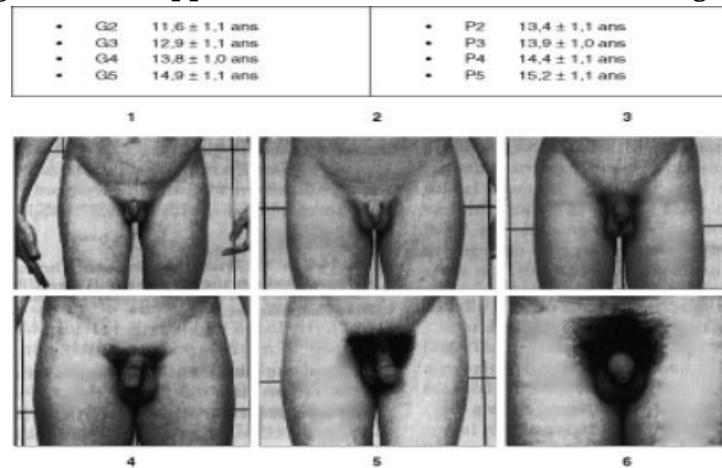 • G2 11,6 ± 1,1 ans • P2 13,4 ± 1,1 ans
• G3 12,9 ± 1,1 ans • P3 13,9 ± 1,0 ans
• G4 13,8 ± 1,0 ans • P4 14,4 ± 1,1 ans
• G5 14,9 ± 1,1 ans • P5 15,2 ± 1,1 ans
1 2 3
4 5 6